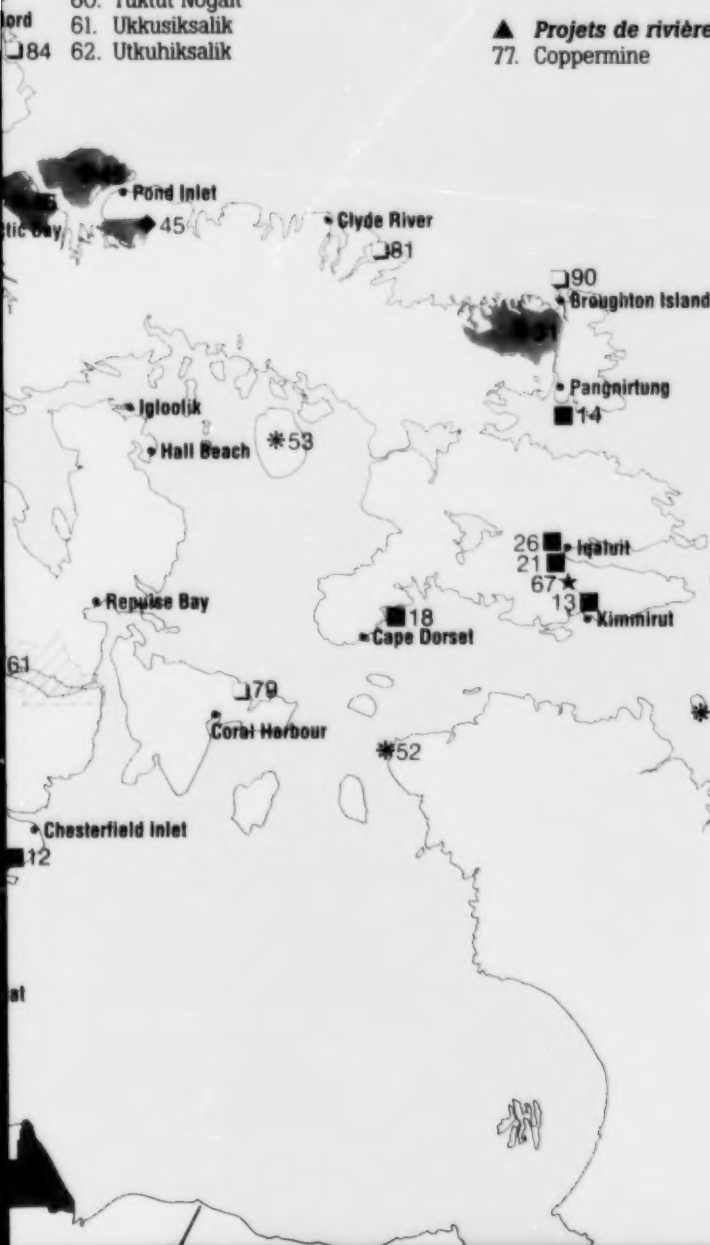 61. Ukkusiksalik
84 62. Utkuhiksalik
▲ Projets de rivière
77. Coppermine
Pond Inlet
45
Clyde River
81
90
Broughton Island
Pangnirtung
14
Igloolik
53
Hall Beach
26
Iqaluit
21
67
13
Kimmirut
Repulse Bay
18
Cape Dorset
61
79
Coral Harbour
52
Chesterfield Inlet
12